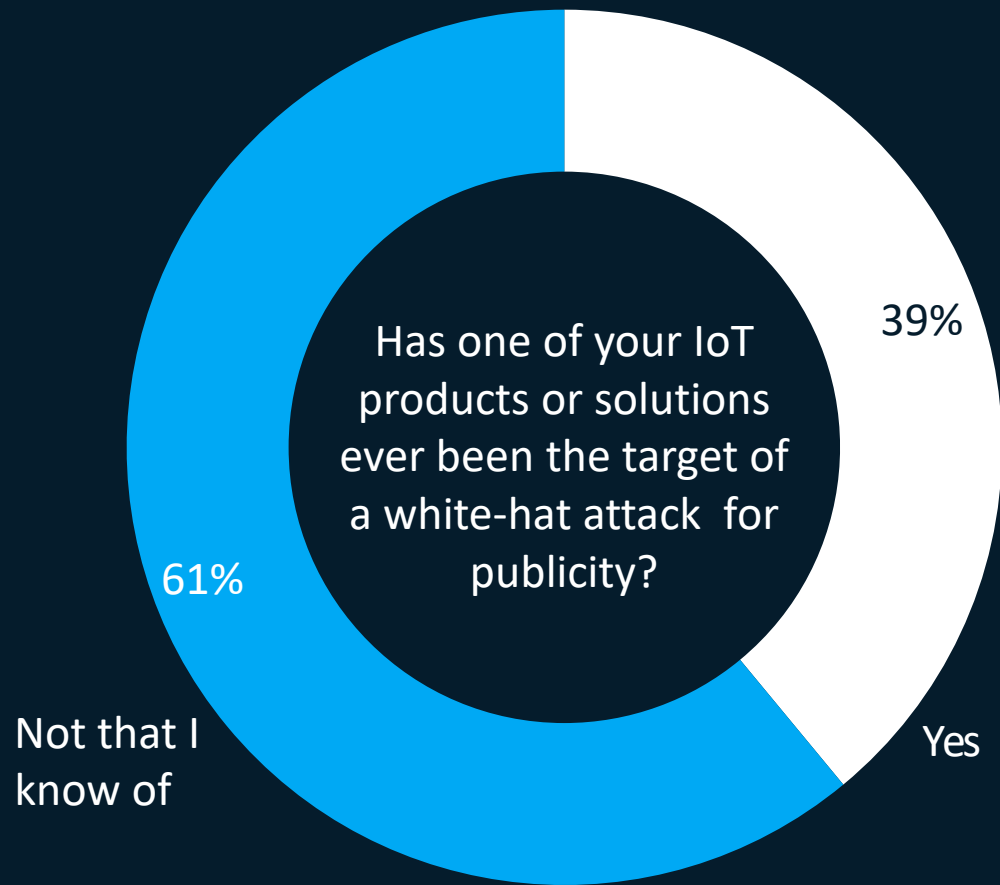 Has one of your IoT
products or solutions
ever been the target of
a white-hat attack  for
publicity?
39%
61%
Not that I
know of
Yes